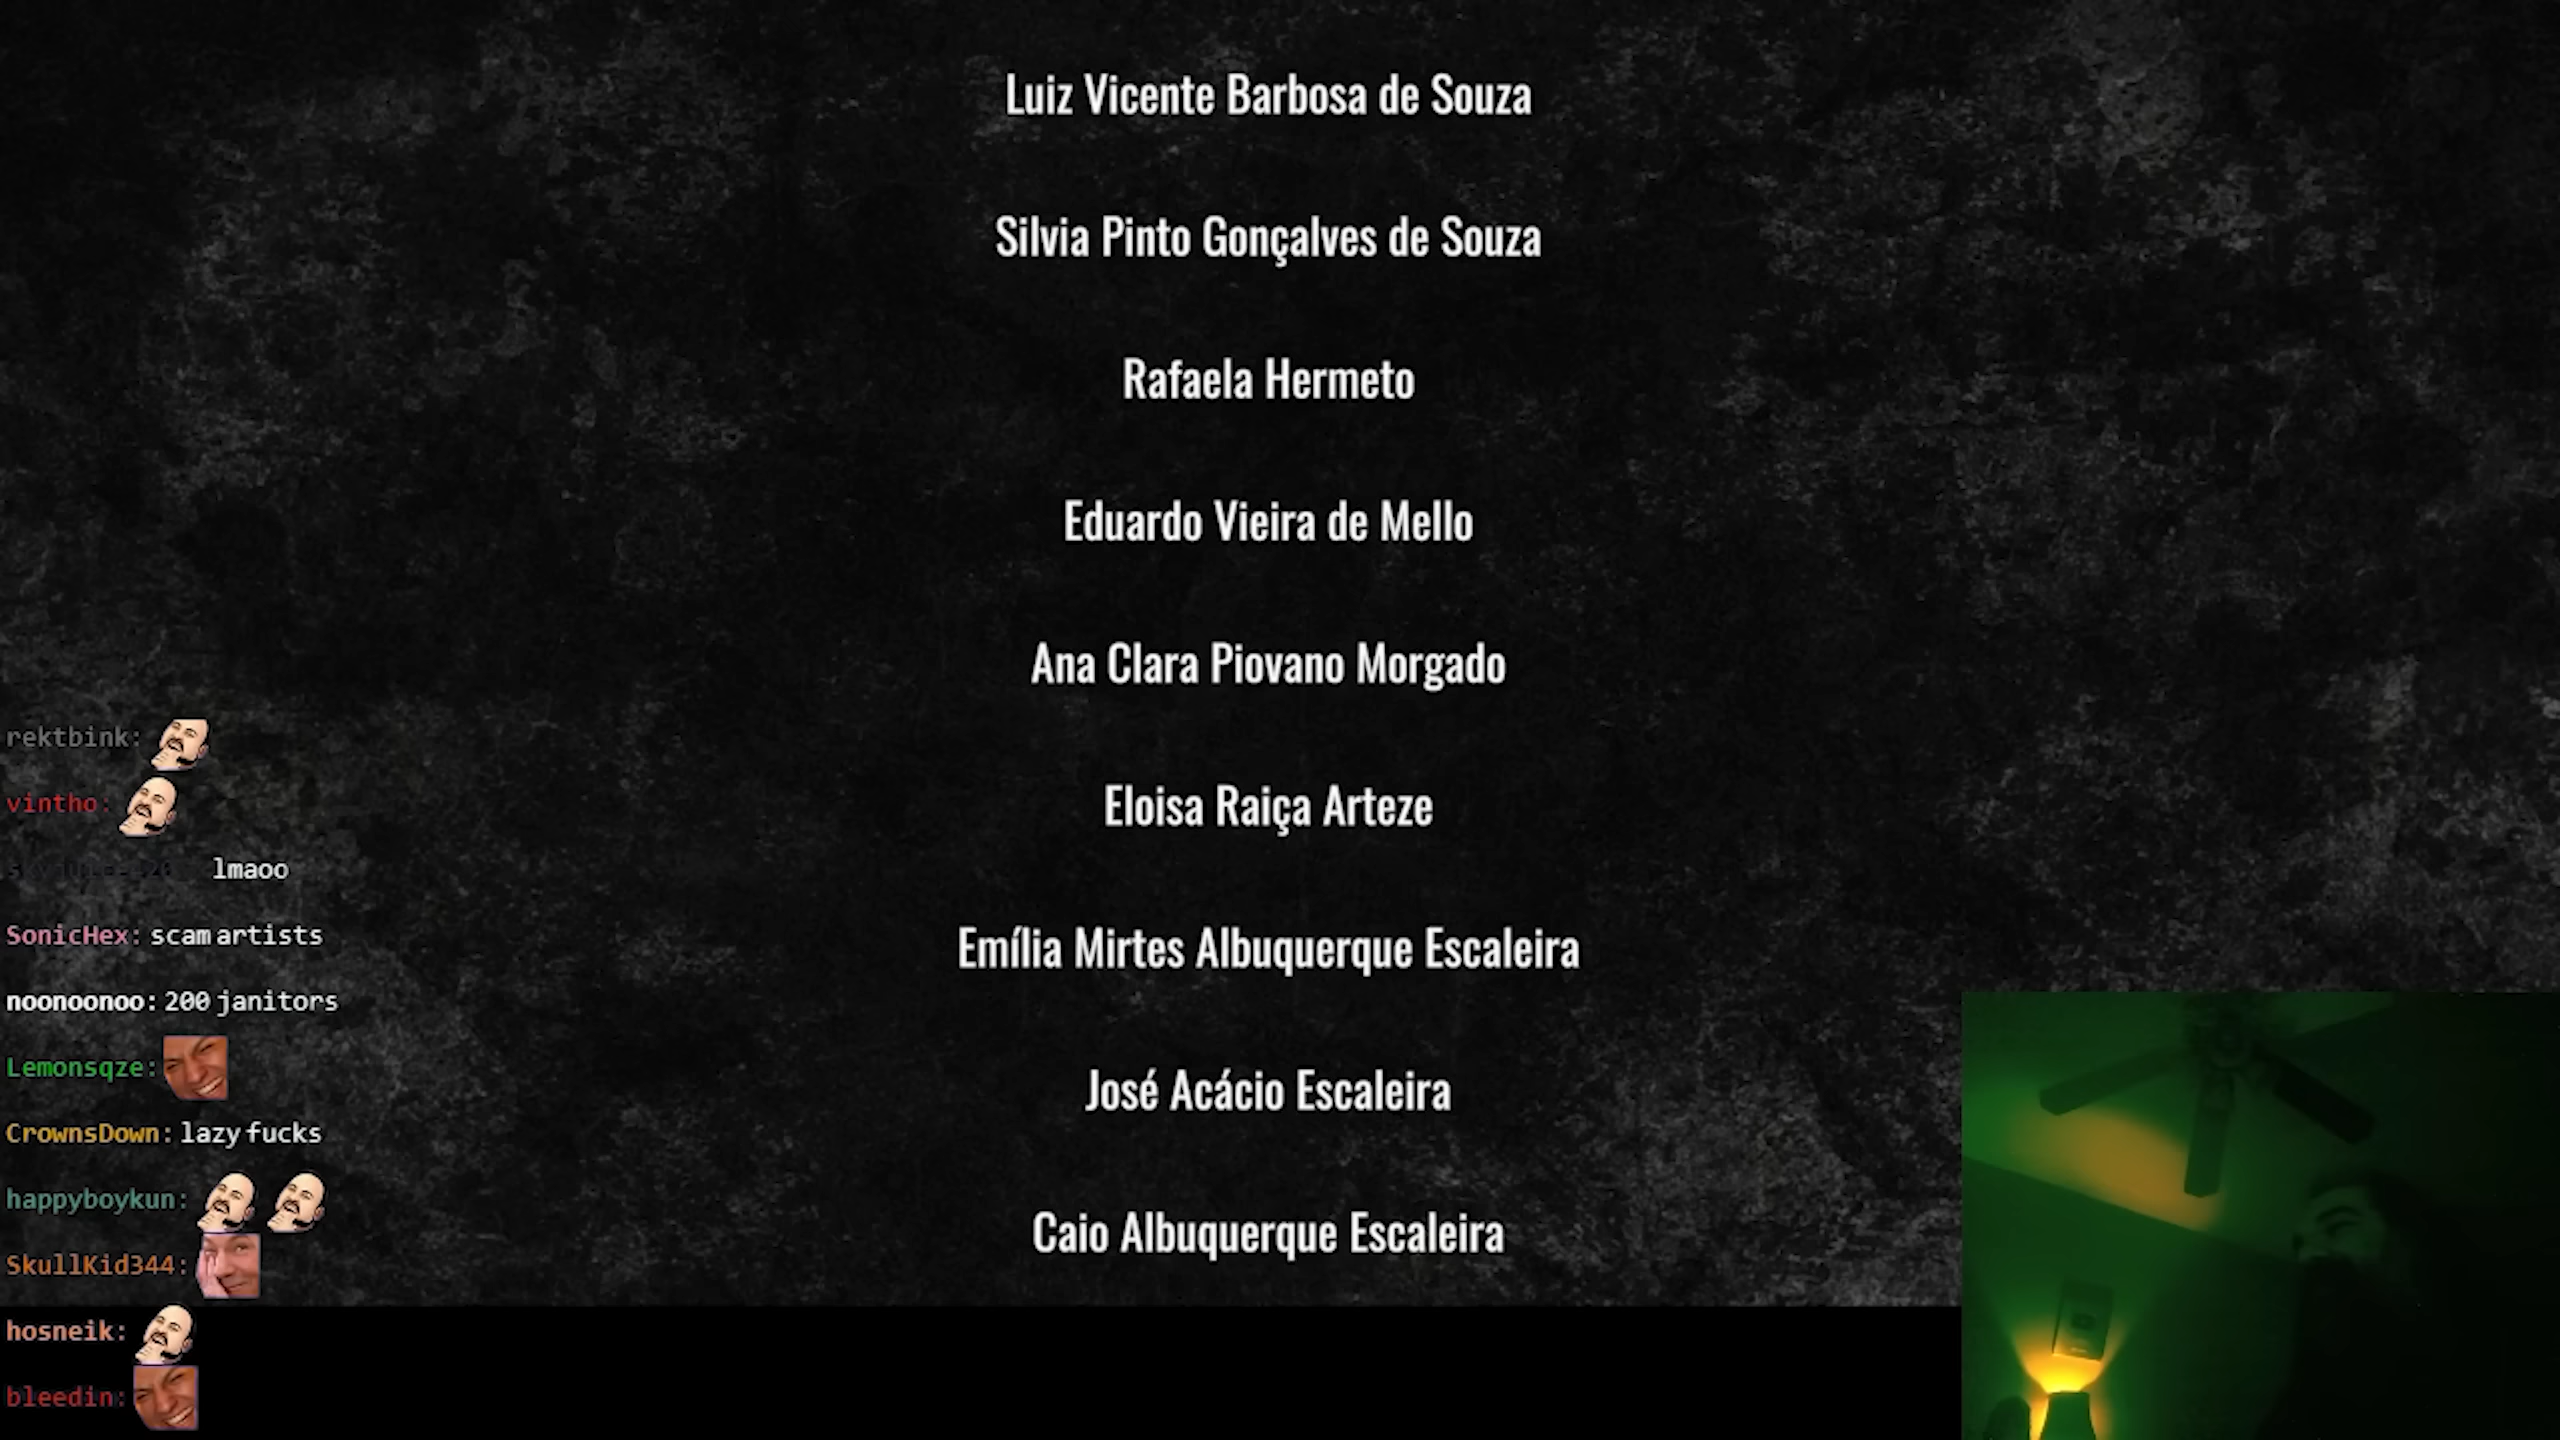 Luiz Vicente Barbosa de Souza
Silvia Pinto Gonçalves de Souza
Rafaela Hermeto
Eduardo Vieira de Mello
Ana Clara Piovano Morgado
Eloisa Raiça Arteze
Emília Mirtes Albuquerque Escaleira
José Acácio Escaleira
Caio Albuquerque Escaleira
rektbink:
vintho:
lmaoo
SonicHex: scam artists
noonoonoo: 200 janitors
Lemonsqze:
CrownsDown: lazy fucks
happyboykun:
SkullKid344:
hosneik:
bleedin: